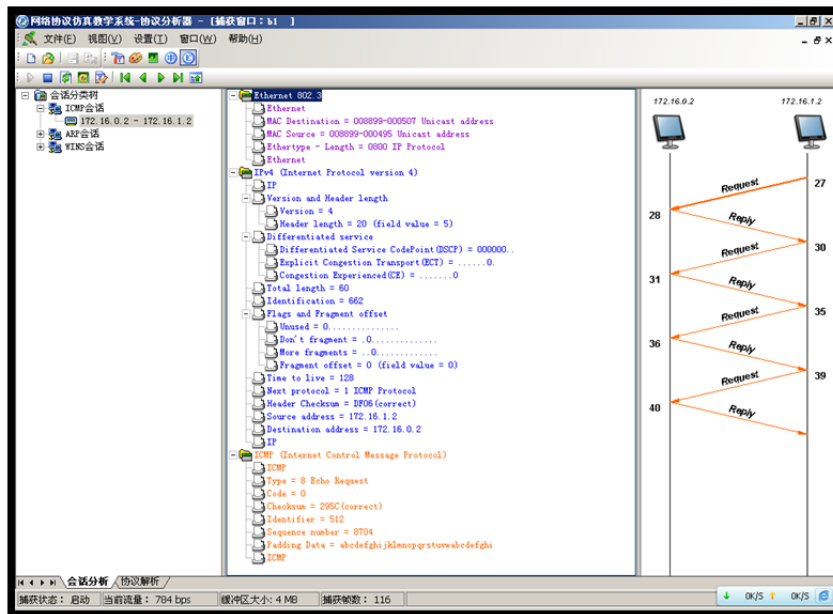 网络协议仿真教学系统-协议分析器 - [捕获窗口:b1 ]
文件(F) 视图(V) 设置(T) 窗口(W) 帮助(H)
会话分类树
ICMP会话
172.16.0.2 - 172.16.1.2
ARP会话
WINS会话
Ethernet 802.3
Ethernet
MAC Destination = 008899-000507 Unicast address
MAC Source = 008899-000495 Unicast address
Ethertype - Length = 0800 IP Protocol
Ethernet
IPv4 (Internet Protocol version 4)
IP
Version and Header length
Version = 4
Header length = 20 (field value = 5)
Differentiated service
Differentiated Service CodePoint(DSCP) = 000000..
Explicit Congestion Transport(ECT) = ......0.
Congestion Experienced(CE) = .......0
Total length = 60
Identification = 662
Flags and Fragment offset
Unused = 0...............
Don't fragment = .0..............
More fragments = ..0.............
Fragment offset = 0 (field value = 0)
Time to live = 128
Next protocol = 1 ICMP Protocol
Header Checksum = DF06(correct)
Source address = 172.16.1.2
Destination address = 172.16.0.2
IP
ICMP (Internet Control Message Protocol)
ICMP
Type = 8 Echo Request
Code = 0
Checksum = 295C(correct)
Identifier = 512
Sequence number = 8704
Padding Data = abcdefghijklmnopqrstuvwabcdefghi
ICMP
172.16.0.2 172.16.1.2
Request 27
28 Reply
Request 30
31 Reply
Request 35
36 Reply
Request 39
40 Reply
会话分析 协议解析
捕获状态: 启动 当前流量: 784 bps 缓冲区大小: 4 MB 捕获帧数: 116
0K/S 0K/S